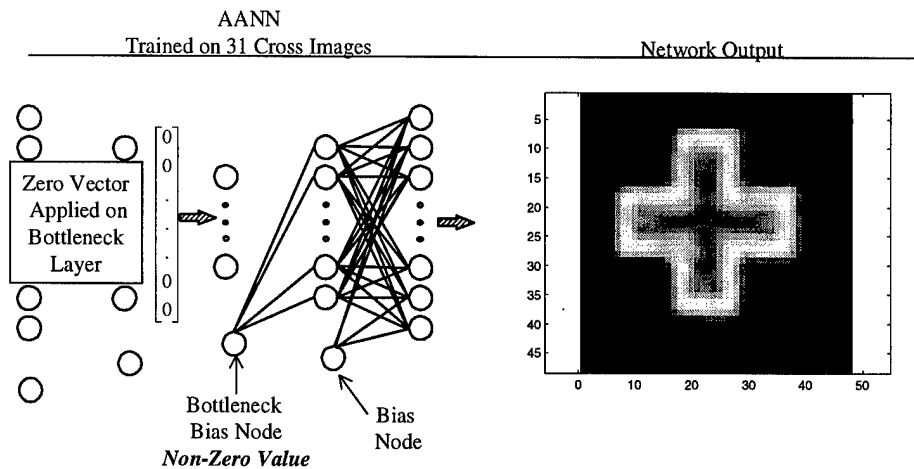 AANN
Trained on 31 Cross Images
Network Output
Zero Vector
Applied on
Bottleneck
Layer
0
0
.
.
.
0
0
Bottleneck
Bias Node
Non-Zero Value
Bias
Node
5
10
15
20
25
30
35
40
45
0 10 20 30 40 50